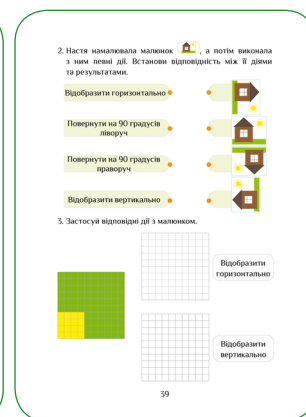 2. Настя намалювала малюнок , а потім виконала
з ним певні дії. Встанови відповідність між її діями
та результатами.
Відобразити горизонтально
Повернути на 90 градусів
ліворуч
Повернути на 90 градусів
праворуч
Відобразити вертикально
3. Застосуй відповідні дії з малюнком.
Відобразити
горизонтально
Відобразити
вертикально
39